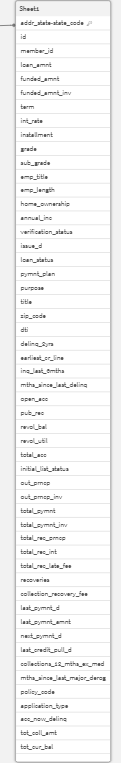 Sheet1
addr_state-state_code
id
member_id
loan_amnt
funded_amnt
funded_amnt_inv
term
int_rate
installment
grade
sub_grade
emp_title
emp_length
home_ownership
annual_inc
verification_status
issue_d
loan_status
pymnt_plan
purpose
title
zip_code
dti
delinq_2yrs
earliest_cr_line
inq_last_6mths
mths_since_last_delinq
open_acc
pub_rec
revol_bal
revol_util
total_acc
initial_list_status
out_prncp
out_prncp_inv
total_pymnt
total_pymnt_inv
total_rec_prncp
total_rec_int
total_rec_late_fee
recoveries
collection_recovery_fee
last_pymnt_d
last_pymnt_amnt
next_pymnt_d
last_credit_pull_d
collections_12_mths_ex_med
mths_since_last_major_derog
policy_code
application_type
acc_now_delinq
tot_coll_amt
tot_cur_bal